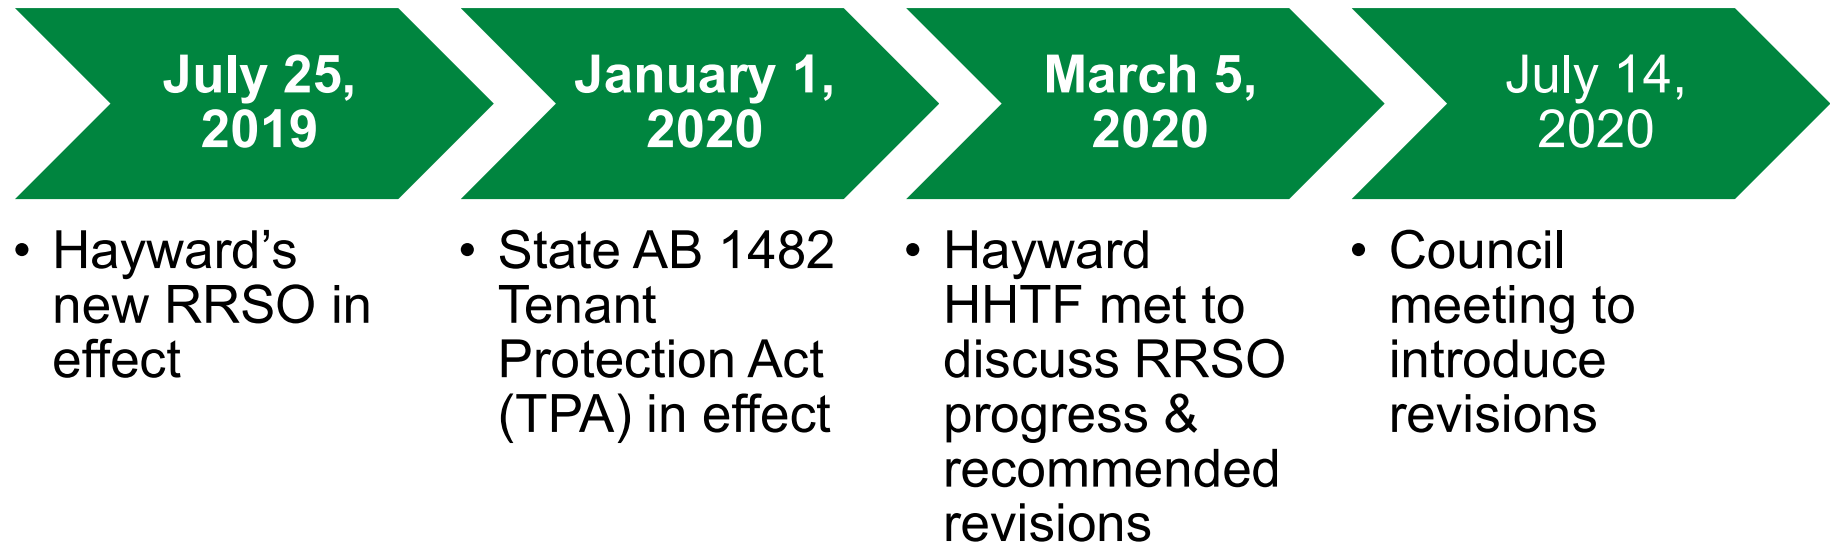 July 25,
2019
• Hayward’s
new RRSO in
effect
January 1,
2020
• State AB 1482
Tenant
Protection Act
(TPA) in effect
March 5,
2020
• Hayward
HHTF met to
discuss RRSO
progress &
recommended
revisions
July 14,
2020
• Council
meeting to
introduce
revisions